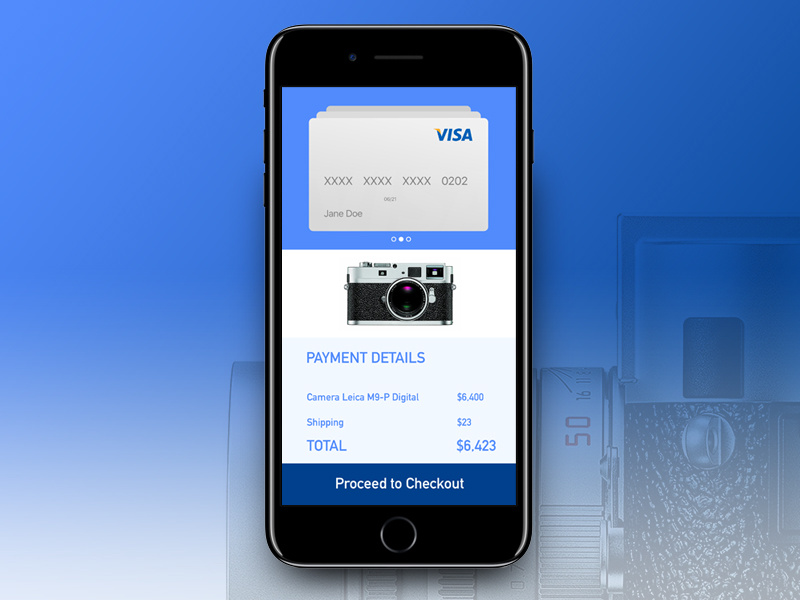 VISA
XXXX XXXX XXXX 0202
06/21
Jane Doe
PAYMENT DETAILS
Camera Leica M9-P Digital $6,400
Shipping $23
TOTAL $6,423
Proceed to Checkout
16
50